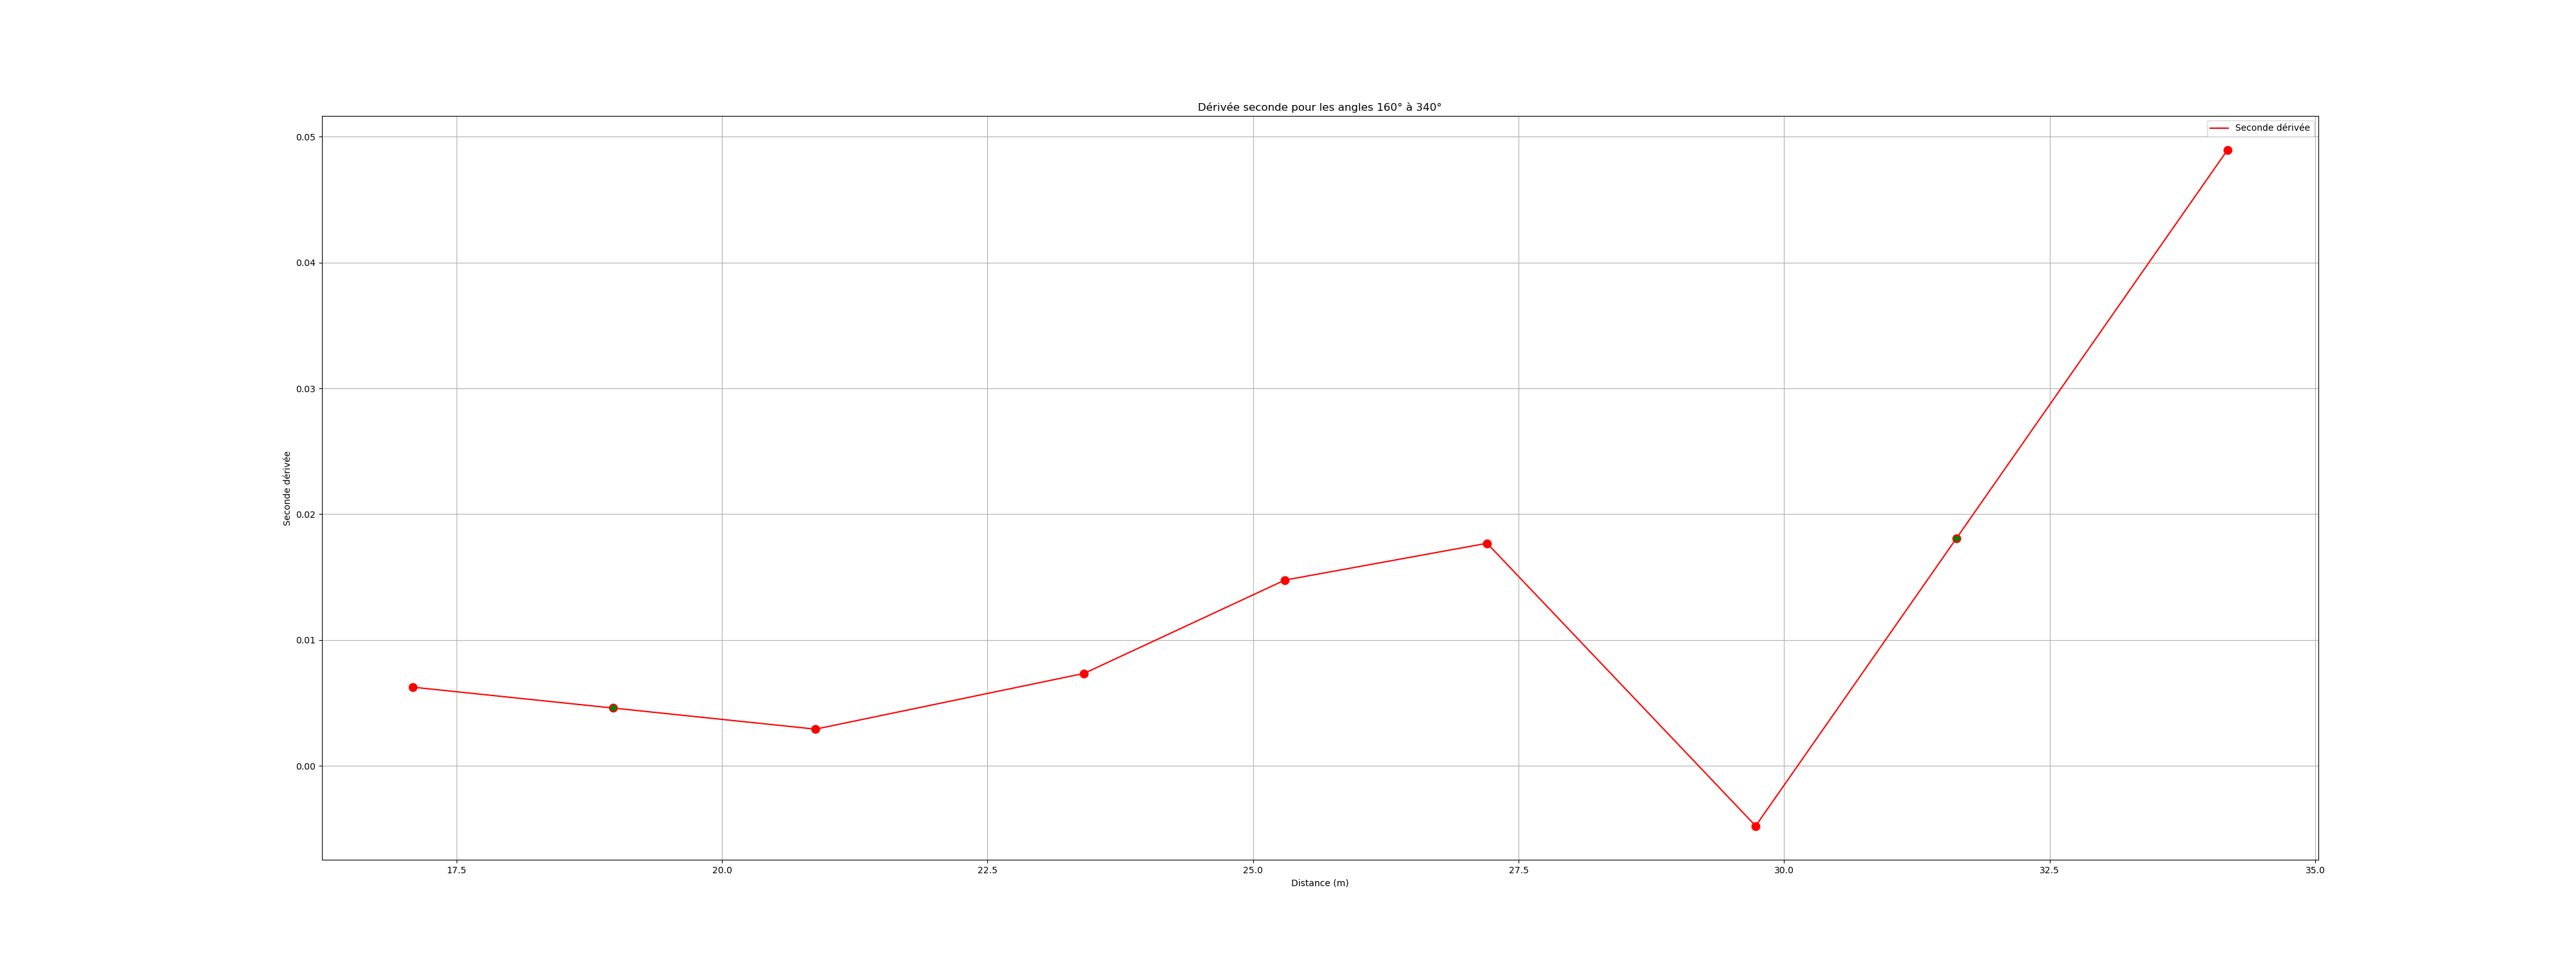 Dérivée seconde pour les angles 160° à 340°
Seconde dérivée
0.05
0.04
0.03
0.02
0.01
0.00
Seconde dérivée
17.5 20.0 22.5 25.0 27.5 30.0 32.5 35.0
Distance (m)